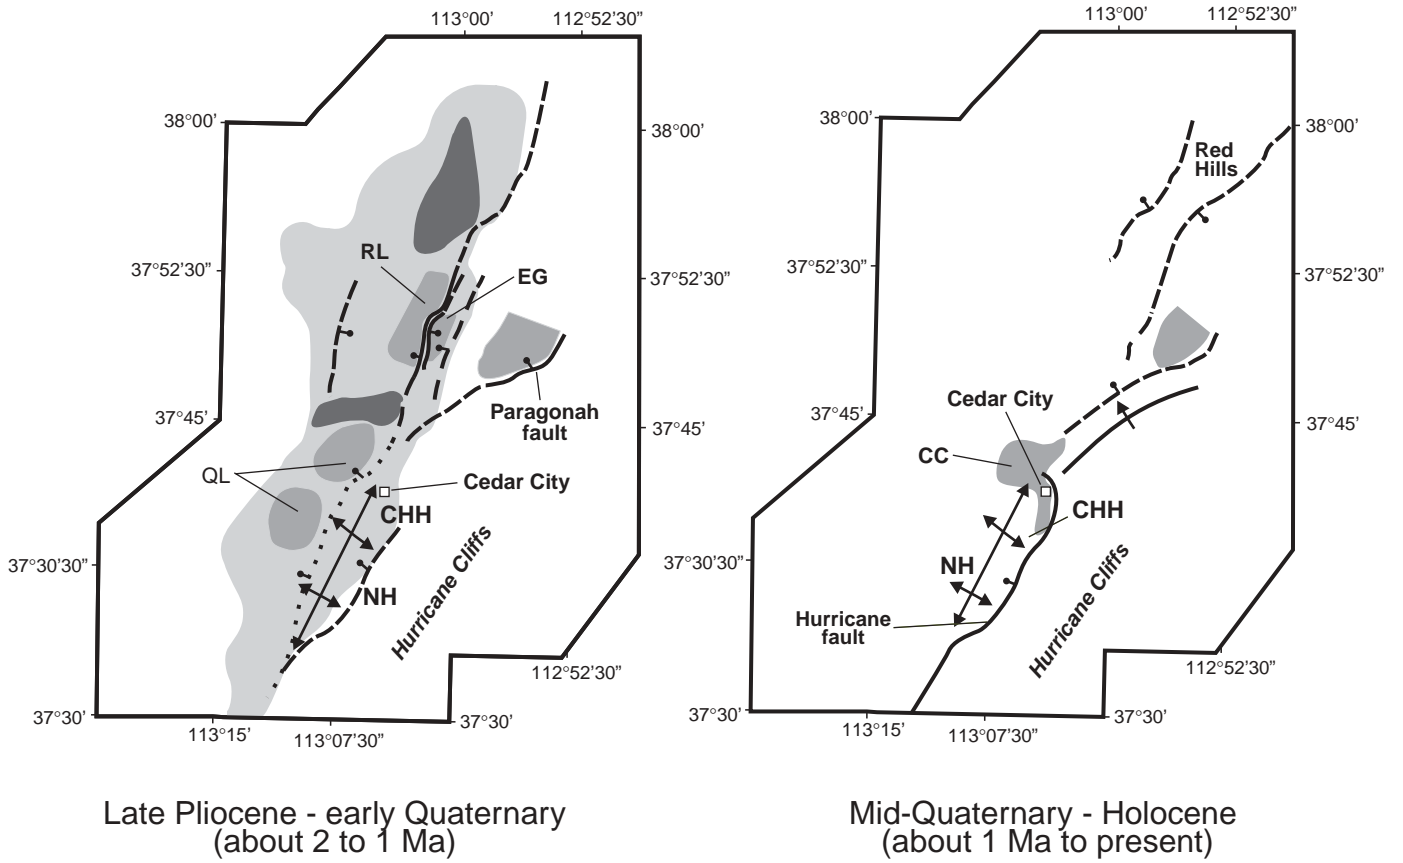 113°00’
112°52’30”
38°00’
38°00’
RL
EG
37°52’30”
37°52’30”
Paragonah
fault
37°45’
37°45’
QL
Cedar City
CHH
37°30’30”
NH
Hurricane Cliffs
112°52’30”
37°30’
37°30’
113°15’
113°07’30”
Late Pliocene - early Quaternary
(about 2 to 1 Ma)
113°00’
112°52’30”
38°00’
38°00’
Red
Hills
37°52’30”
37°52’30”
Cedar City
37°45’
37°45’
CC
CHH
37°30’30”
NH
Hurricane Cliffs
Hurricane
fault
112°52’30”
37°30’
37°30’
113°15’
113°07’30”
Mid-Quaternary - Holocene
(about 1 Ma to present)